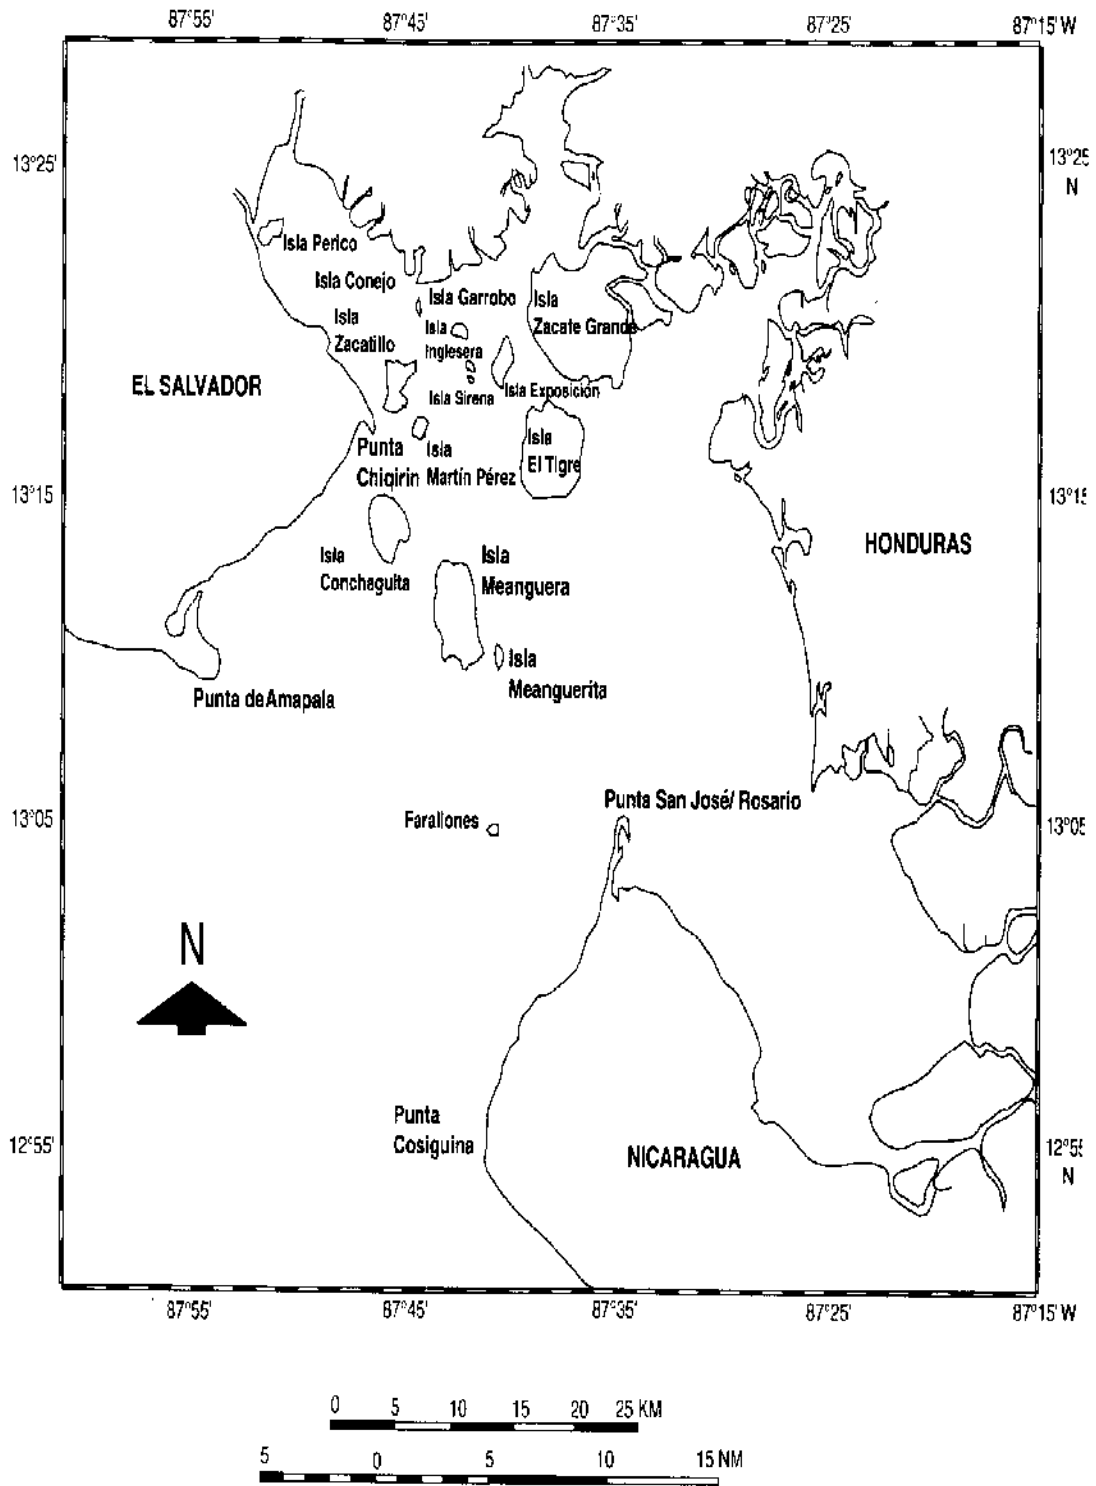 87°55'
87°45'
87°35'
87°25'
87°15' W
13°25'
13°25
N
Isla Perico
Isla Conejo
Isla Garrobo
Isla
Zacate Grande
Isla
Zacatillo
Isla
Inglesera
EL SALVADOR
Isla Sirena
Isla Exposición
Punta
Chiqirin
Isla
Martín Pérez
Isla
El Tigre
13°15
13°15
HONDURAS
Isla
Conchaguita
Isla
Meanguera
Isla
Meanguerita
Punta de Amapala
Punta San José/ Rosario
13°05
Farallones
13°05
N
Punta
Cosiguina
NICARAGUA
12°55'
12°55
N
87°55'
87°45'
87°35'
87°25'
87°15' W
0 5 10 15 20 25 KM
5 0 5 10 15 NM